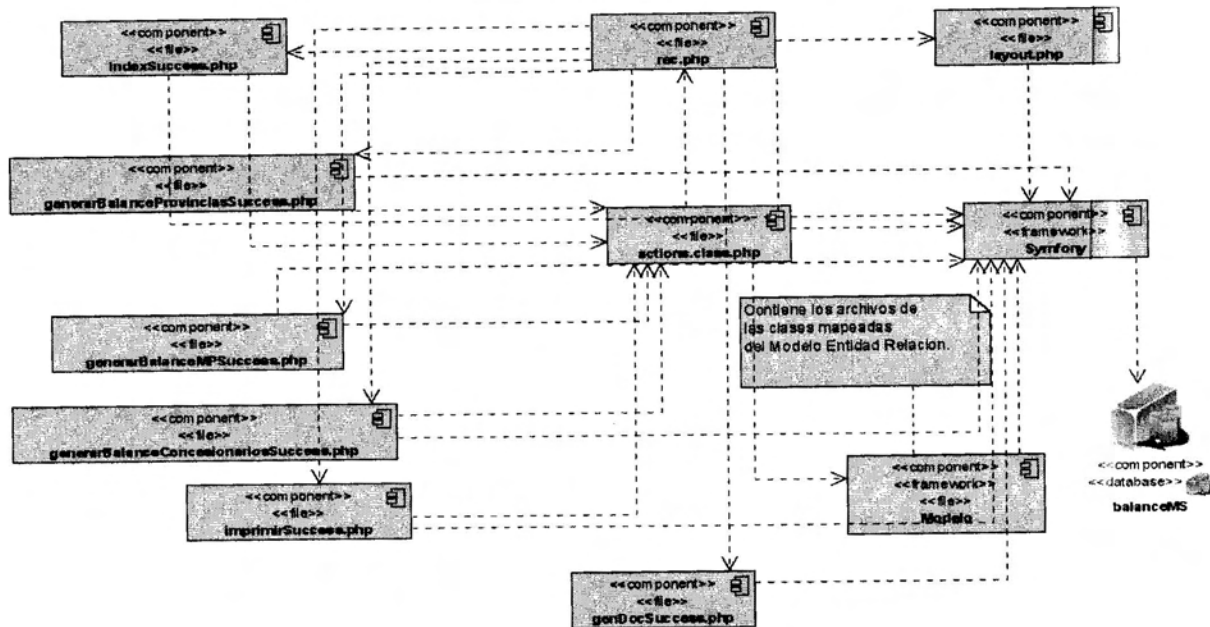 <<component>>
<<file>>
indexSuccess.php
<<component>>
<<file>>
rec.php
<<component>>
<<file>>
layout.php
<<component>>
<<file>>
generarBalanceProvinciasSuccess.php
<<component>>
<<file>>
actions.class.php
<<component>>
<<framework>>
Symfony
<<component>>
<<file>>
generarBalanceMPSuccess.php
Contiene los archivos de
las clases mapeadas
del Modelo Entidad Relacion.
<<component>>
<<file>>
generarBalanceConcesionariosSuccess.php
<<component>>
<<database>>
balanceMS
<<component>>
<<framework>>
<<file>>
Modelo
<<component>>
<<file>>
imprimirSuccess.php
<<component>>
<<file>>
genDocSuccess.php